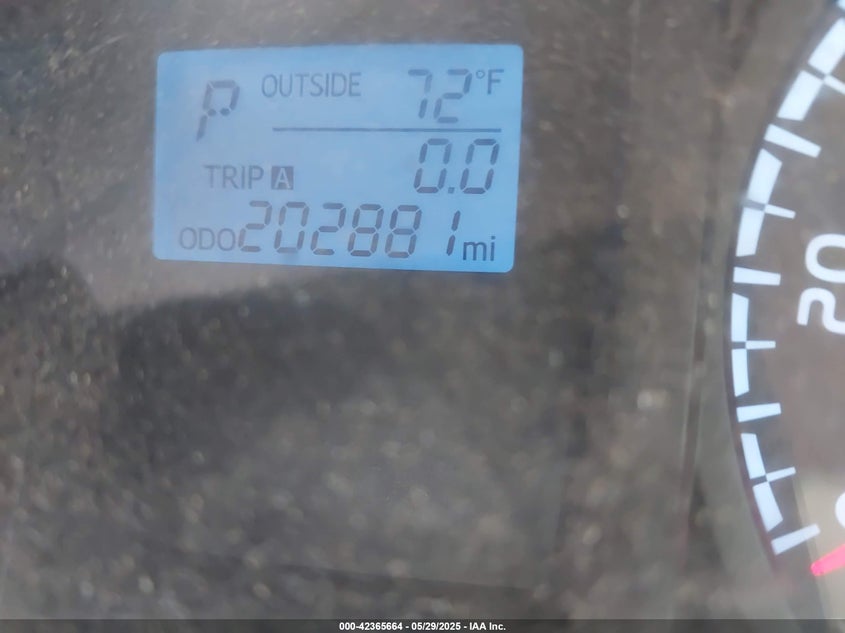 P OUTSIDE 72°F
TRIP A 0.0
ODO 202881 mi
20
000-42365664 / 05/29/2025 - IAA Inc.